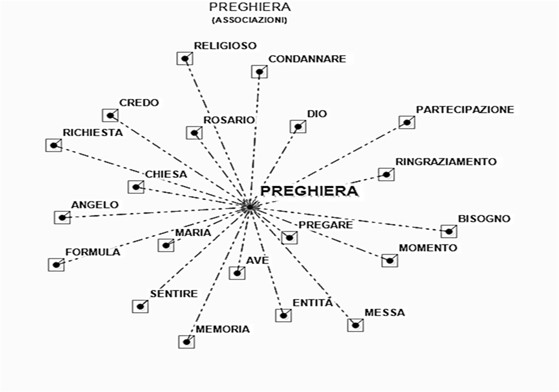 PREGHIERA
(ASSOCIAZIONI)
RELIGIOSO
CONDANNARE
CREDO
ROSARIO
DIO
PARTECIPAZIONE
RICHIESTA
RINGRAZIAMENTO
CHIESA
PREGHIERA
ANGELO
BISOGNO
MARIA
PREGARE
FORMULA
MOMENTO
AVE
SENTIRE
ENTITÁ
MESSA
MEMORIA